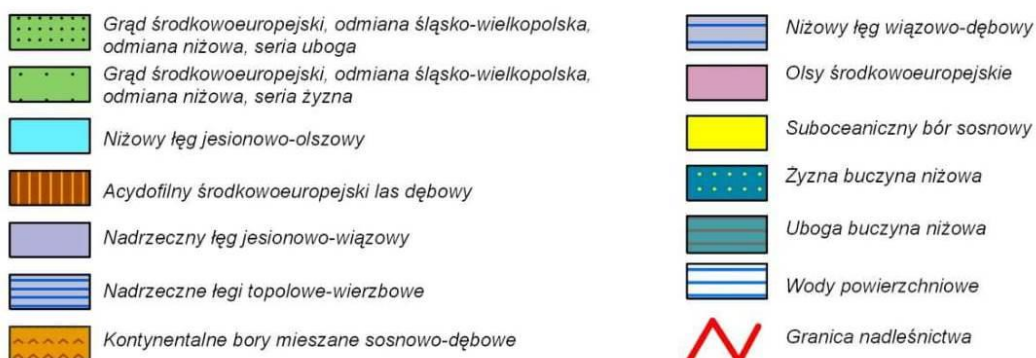 Grąd środkowoeuropejski, odmiana śląsko-wielkopolska,
odmiana niżowa, seria uboga
Grąd środkowoeuropejski, odmiana śląsko-wielkopolska,
odmiana niżowa, seria żyzna
Niżowy łęg jesionowo-olszowy
Acydofilny środkowoeuropejski las dębowy
Nadrzeczny łęg jesionowo-wiązowy
Nadrzeczne łęgi topolowe-wierzbowe
Kontynentalne bory mieszane sosnowo-dębowe
Niżowy łęg wiązowo-dębowy
Olsy środkowoeuropejskie
Suboceaniczny bór sosnowy
Żyzna buczyna niżowa
Uboga buczyna niżowa
Wody powierzchniowe
Granica nadleśnictwa